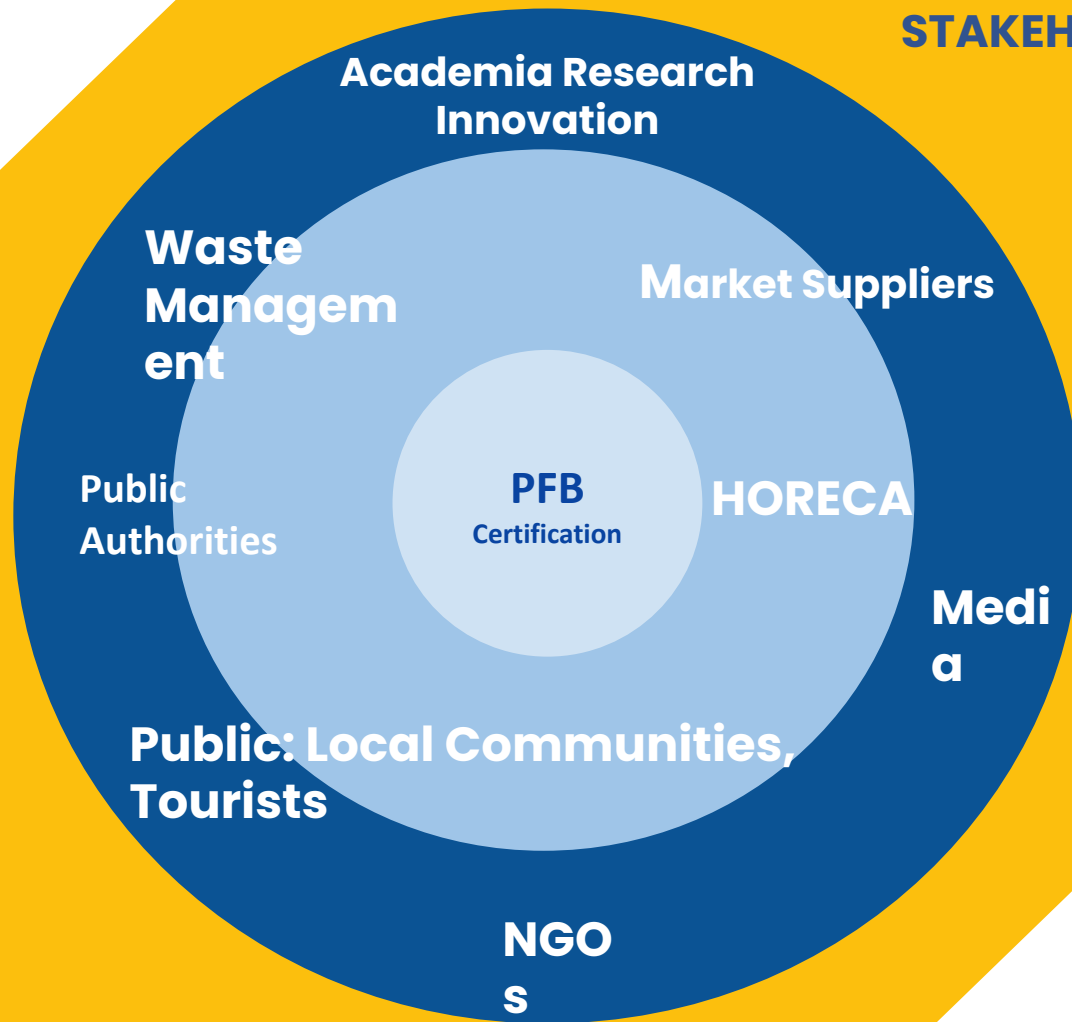 STAKEH
Academia Research
Innovation
Waste
Managem
ent
Market Suppliers
Public
Authorities
PFB
Certification
HORECA
Medi
a
Public: Local Communities,
Tourists
NGO
s